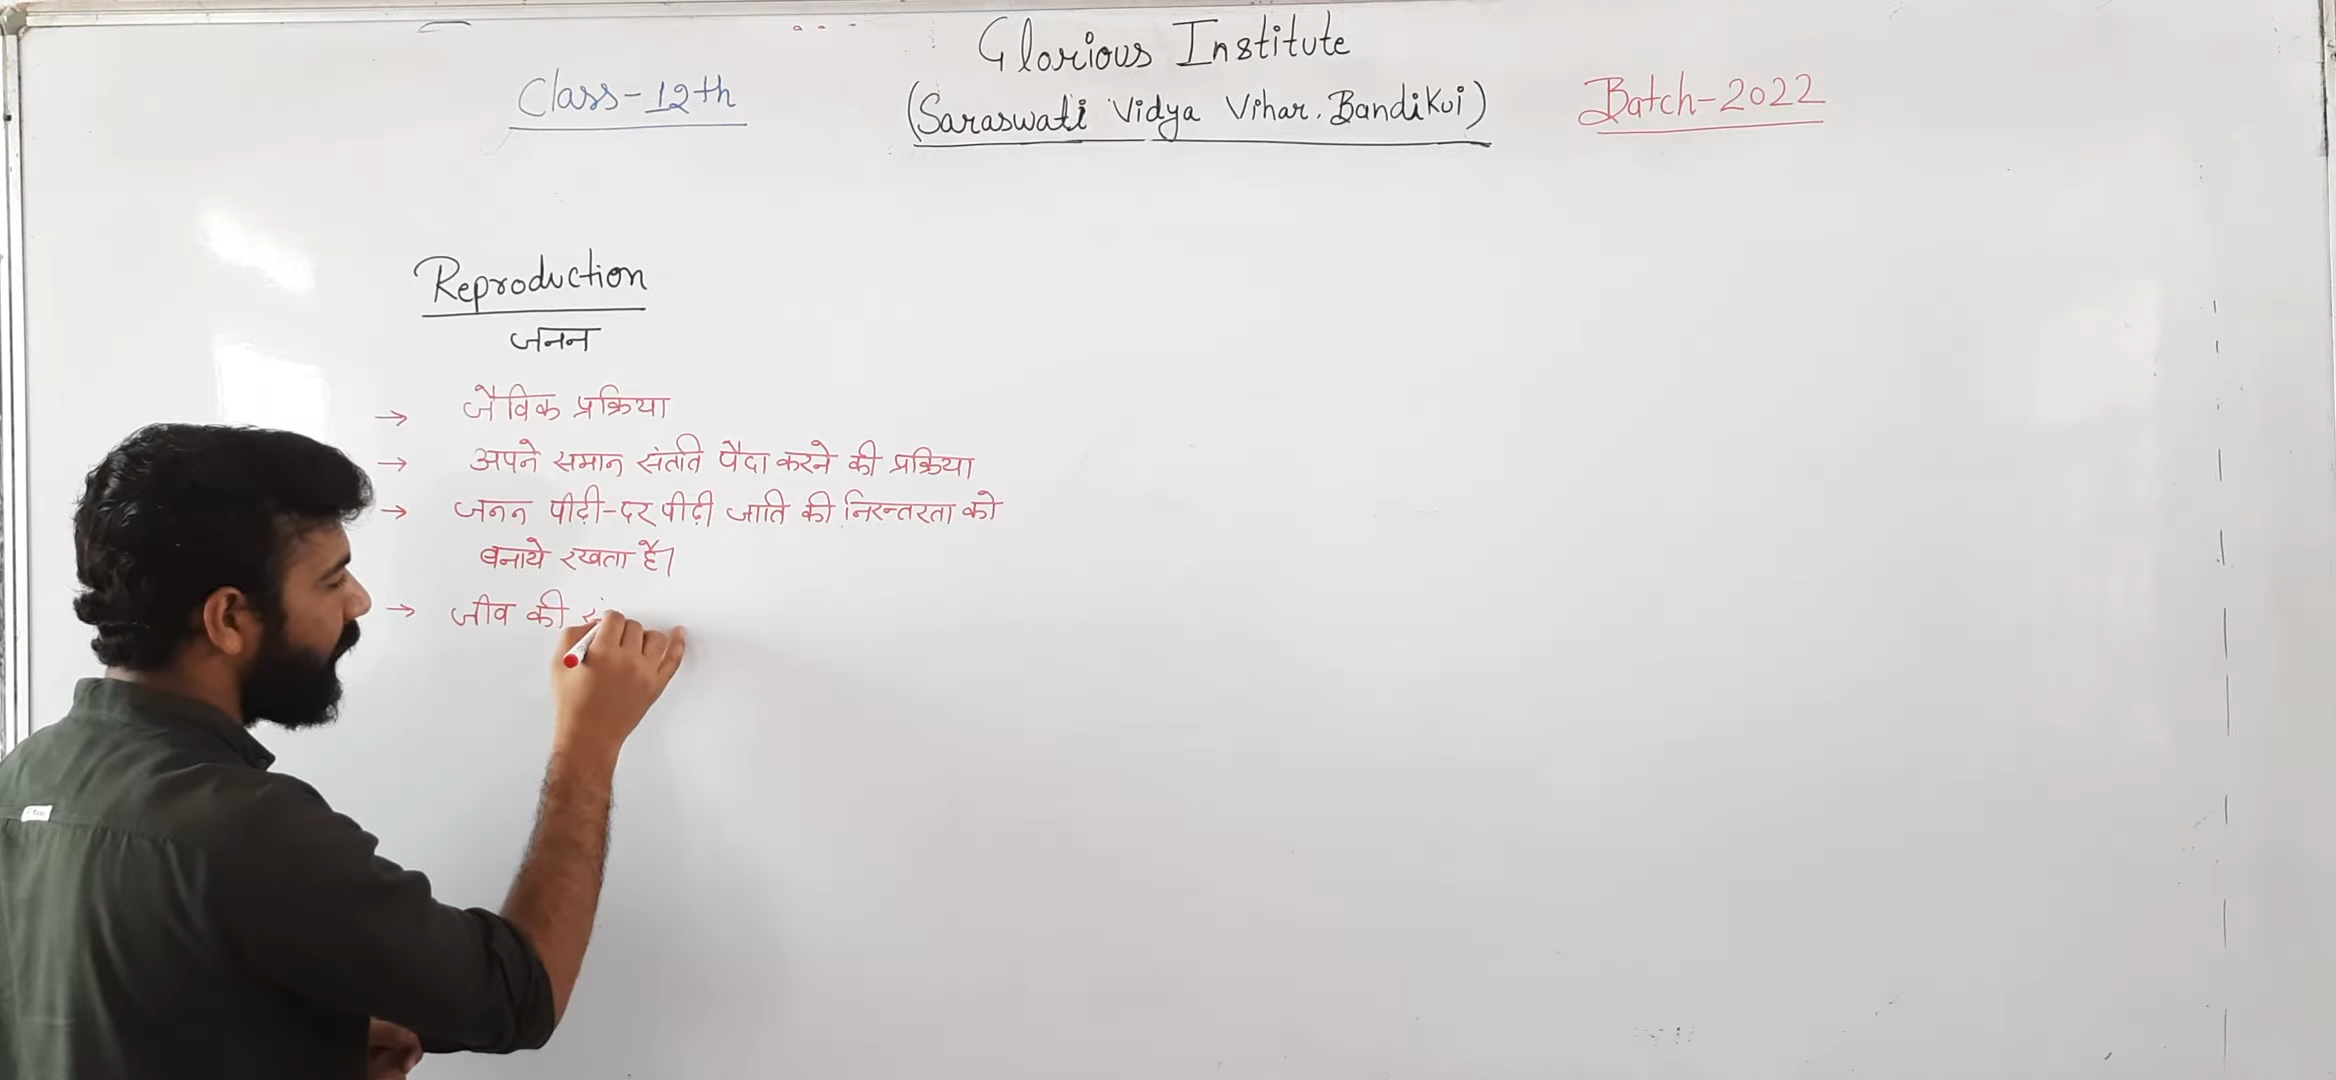 Glorious Institute
Class-12th
(Saraswati Vidya Vihar. Bandikui)
Batch-2022
Reproduction
जनन
→ जैविक प्रक्रिया
→ अपने समान संतति पैदा करने की प्रक्रिया
→ जनन पीढ़ी-दर पीढ़ी जाति की निरन्तरता को
बनाये रखता है।
→ जीव की